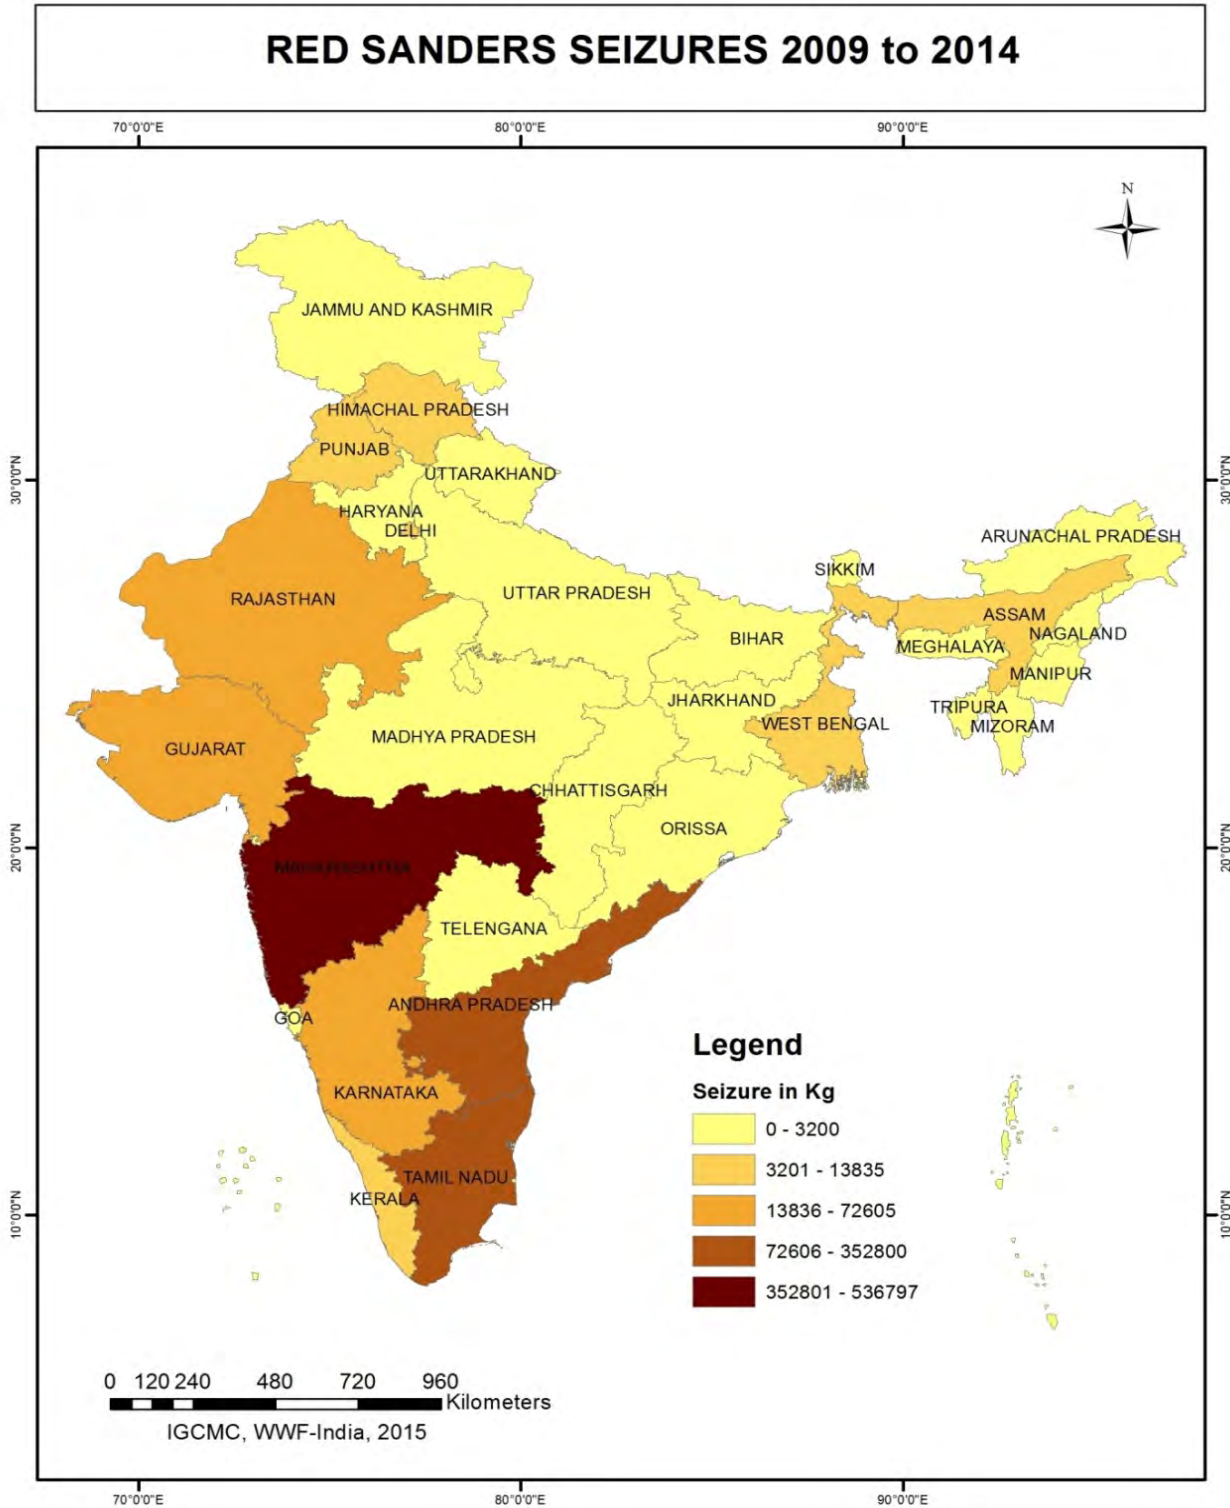 RED SANDERS SEIZURES 2009 to 2014
70°0'0"E 80°0'0"E 90°0'0"E
N
JAMMU AND KASHMIR
HIMACHAL PRADESH
PUNJAB
UTTARAKHAND
30°0'0"N 30°0'0"N
HARYANA
DELHI
ARUNACHAL PRADESH
SIKKIM
UTTAR PRADESH
RAJASTHAN
ASSAM
NAGALAND
BIHAR
MEGHALAYA
MANIPUR
JHARKHAND
TRIPURA
WEST BENGAL
MIZORAM
MADHYA PRADESH
GUJARAT
CHHATTISGARH
ORISSA
20°0'0"N 20°0'0"N
MAHARASHTRA
TELENGANA
ANDHRA PRADESH
GOA
KARNATAKA
TAMIL NADU
KERALA
10°0'0"N 10°0'0"N
Legend
Seizure in Kg
0 - 3200
3201 - 13835
13836 - 72605
72606 - 352800
352801 - 536797
0 120 240 480 720 960
Kilometers
IGCMC, WWF-India, 2015
70°0'0"E 80°0'0"E 90°0'0"E